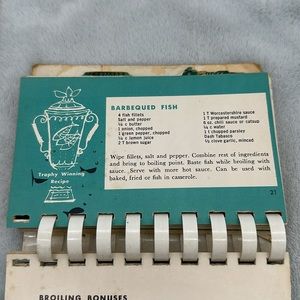 BARBEQUED FISH
4 fish fillets
Salt and pepper
¼ c butter
1 onion, chopped
1 green pepper, chopped
¼ c lemon juice
2 T brown sugar
1 T Worcestershire sauce
1 T prepared mustard
6 oz. chili sauce or catsup
¼ c water
1 T chopped parsley
Dash Tabasco
½ clove garlic, minced
Wipe fillets, salt and pepper. Combine rest of ingredients
and bring to boiling point. Baste fish while broiling with
sauce. Serve with more hot sauce. Can be used with
baked, fried or fish in casserole.
Trophy Winning
Recipe
21
BROILING BONUSES